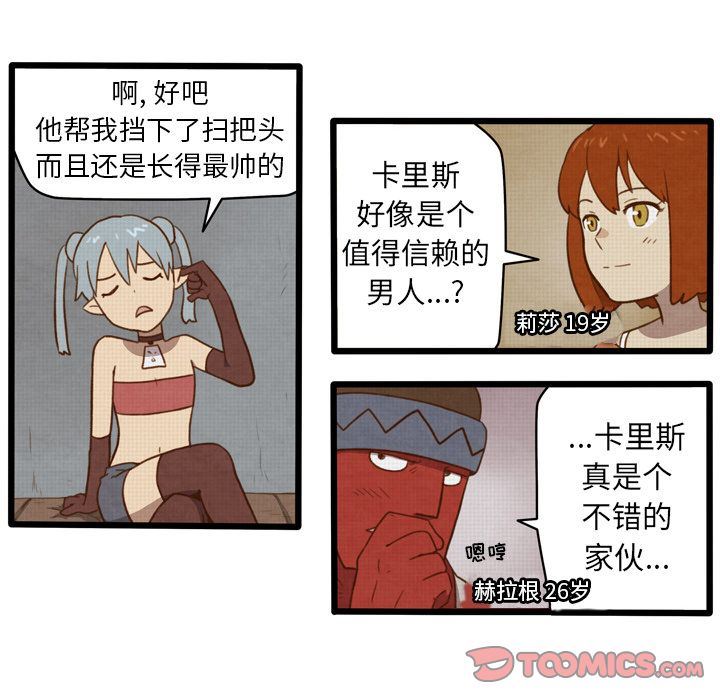 啊, 好吧
他帮我挡下了扫把头
而且还是长得最帅的
卡里斯
好像是个
值得信赖的
男人...?
莉莎 19岁
...卡里斯
真是个
不错的
家伙...
嗯哼
赫拉根 26岁
TOOMICS.COM